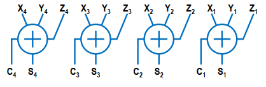 X₄ Y₄ Z₄ X₃ Y₃ Z₃ X₂ Y₂ Z₂ X₁ Y₁ Z₁
C₄ S₄ C₃ S₃ C₂ S₂ C₁ S₁